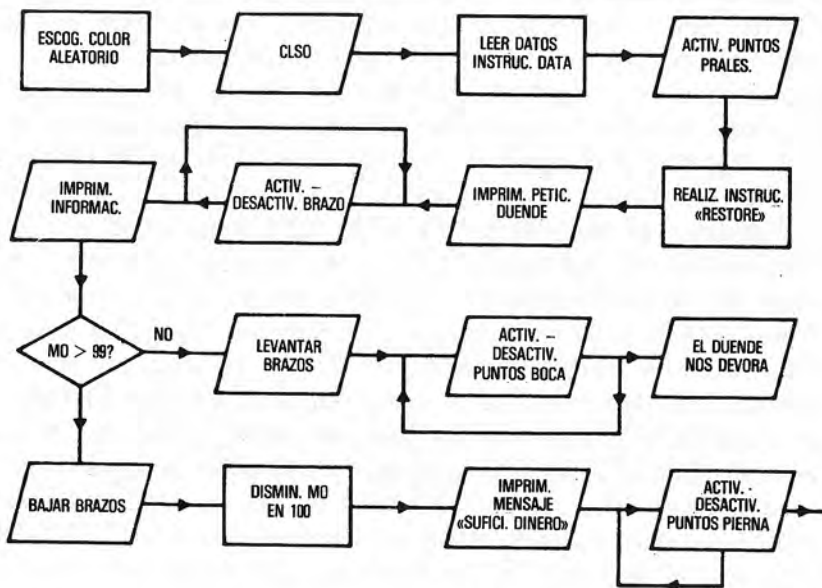 ESCOG. COLOR
ALEATORIO
CLSO
LEER DATOS
INSTRUC. DATA
ACTIV. PUNTOS
PRALES.
REALIZ. INSTRUC.
«RESTORE»
IMPRIM. PETIC.
DUENDE
ACTIV. –
DESACTIV. BRAZO
IMPRIM.
INFORMAC.
MO > 99?
NO
LEVANTAR
BRAZOS
ACTIV. –
DESACTIV.
PUNTOS BOCA
EL DUENDE
NOS DEVORA
BAJAR BRAZOS
DISMIN. MO
EN 100
IMPRIM.
MENSAJE
«SUFICI. DINERO»
ACTIV. -
DESACTIV.
PUNTOS PIERNA